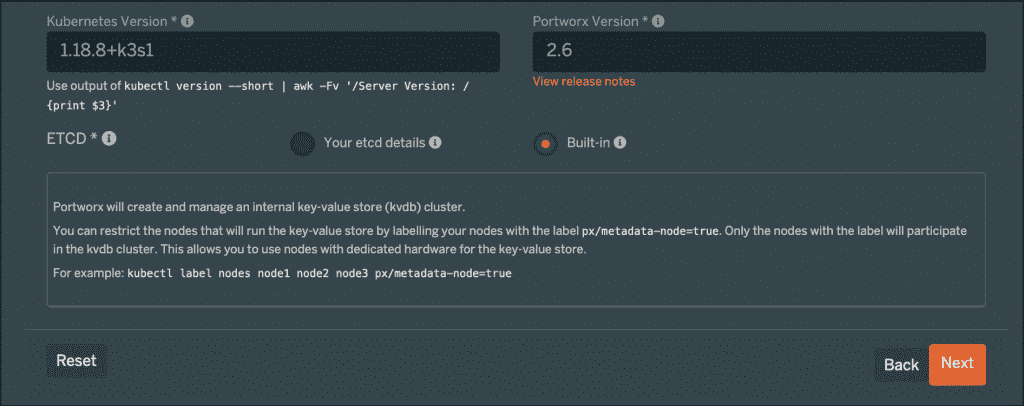 Kubernetes Version *
Portworx Version *
1.18.8+k3s1
2.6
Use output of kubectl version --short | awk -Fv '/Server Version: /
{print $3}'
View release notes
ETCD *
Your etcd details
Built-in
Portworx will create and manage an internal key-value store (kvdb) cluster.
You can restrict the nodes that will run the key-value store by labelling your nodes with the label px/metadata-node=true. Only the nodes with the label will participate
in the kvdb cluster. This allows you to use nodes with dedicated hardware for the key-value store.
For example: kubectl label nodes node1 node2 node3 px/metadata-node=true
Reset
Back
Next